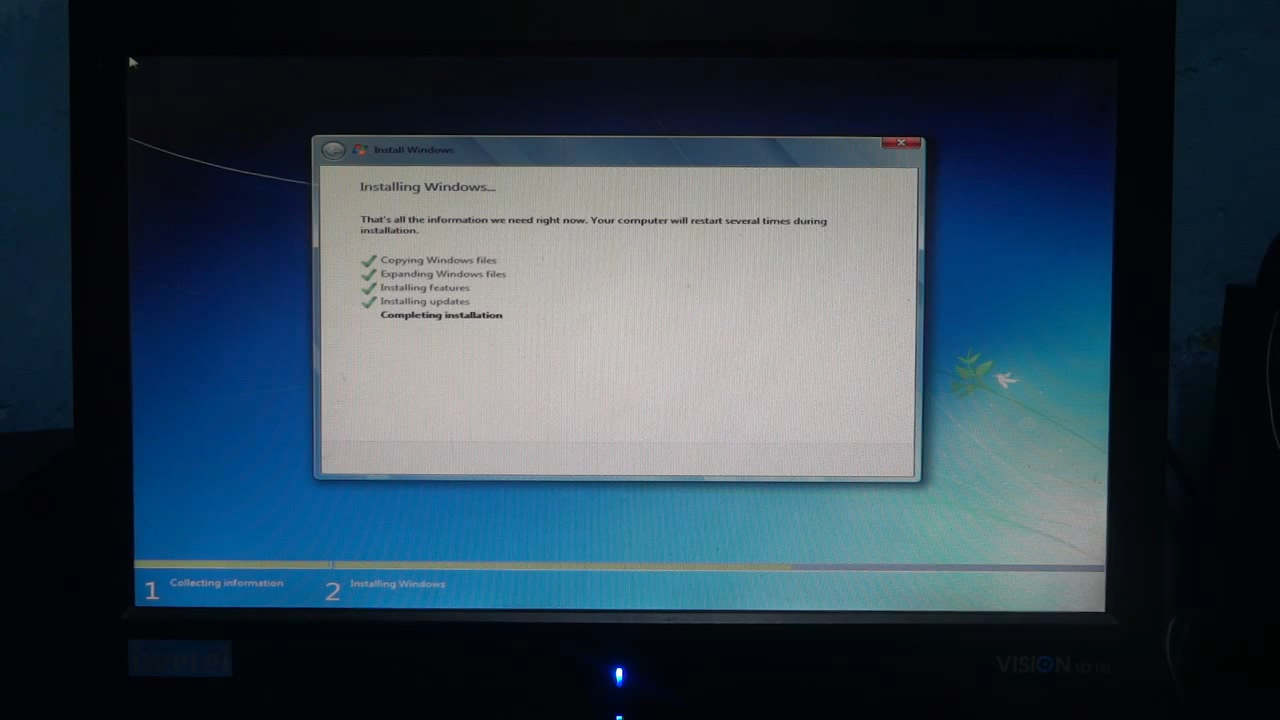 Install Windows
Installing Windows...
That's all the information we need right now. Your computer will restart several times during
installation.
Copying Windows files
Expanding Windows files
Installing features
Installing updates
Completing installation
1 Collecting information
2 Installing Windows
VISION